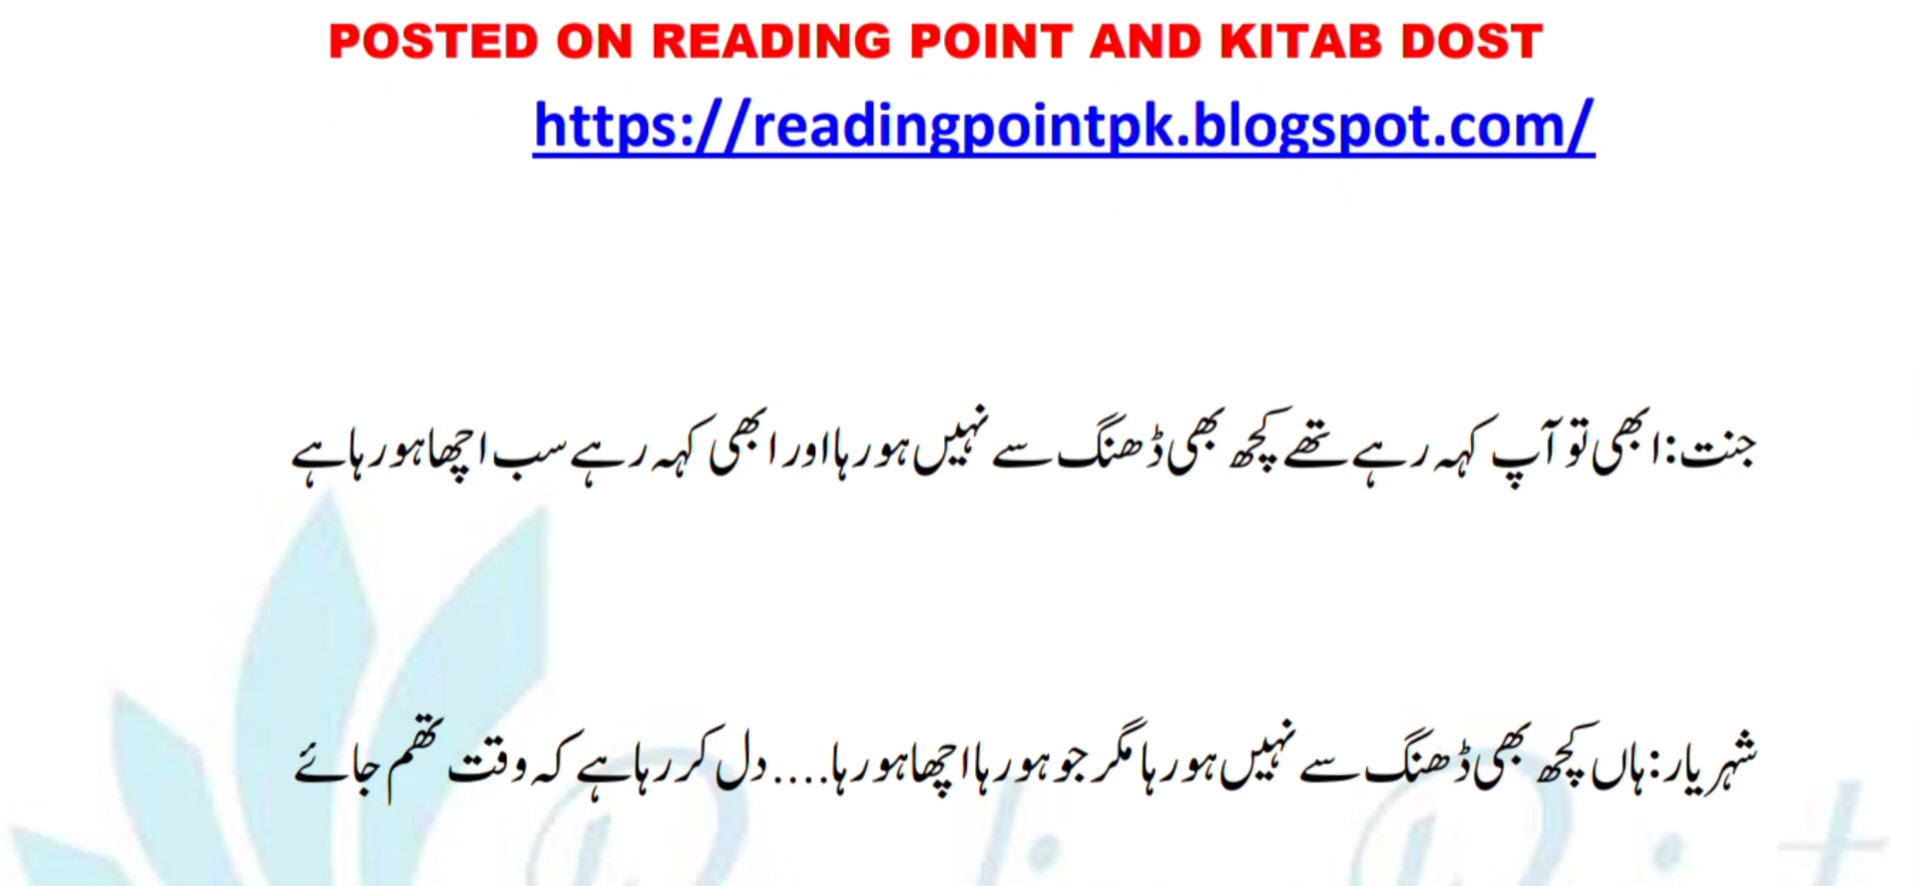 POSTED ON READING POINT AND KITAB DOST
https://readingpointpk.blogspot.com/
جنت: ابھی تو آپ کہہ رہے تھے کچھ بھی ڈھنگ سے نہیں ہو رہا اور ابھی کہہ رہے سب اچھا ہو رہا ہے
شہریار: ہاں کچھ بھی ڈھنگ سے نہیں ہو رہا مگر جو ہو رہا اچھا ہو رہا.... دل کر رہا ہے کہ وقت تھم جائے